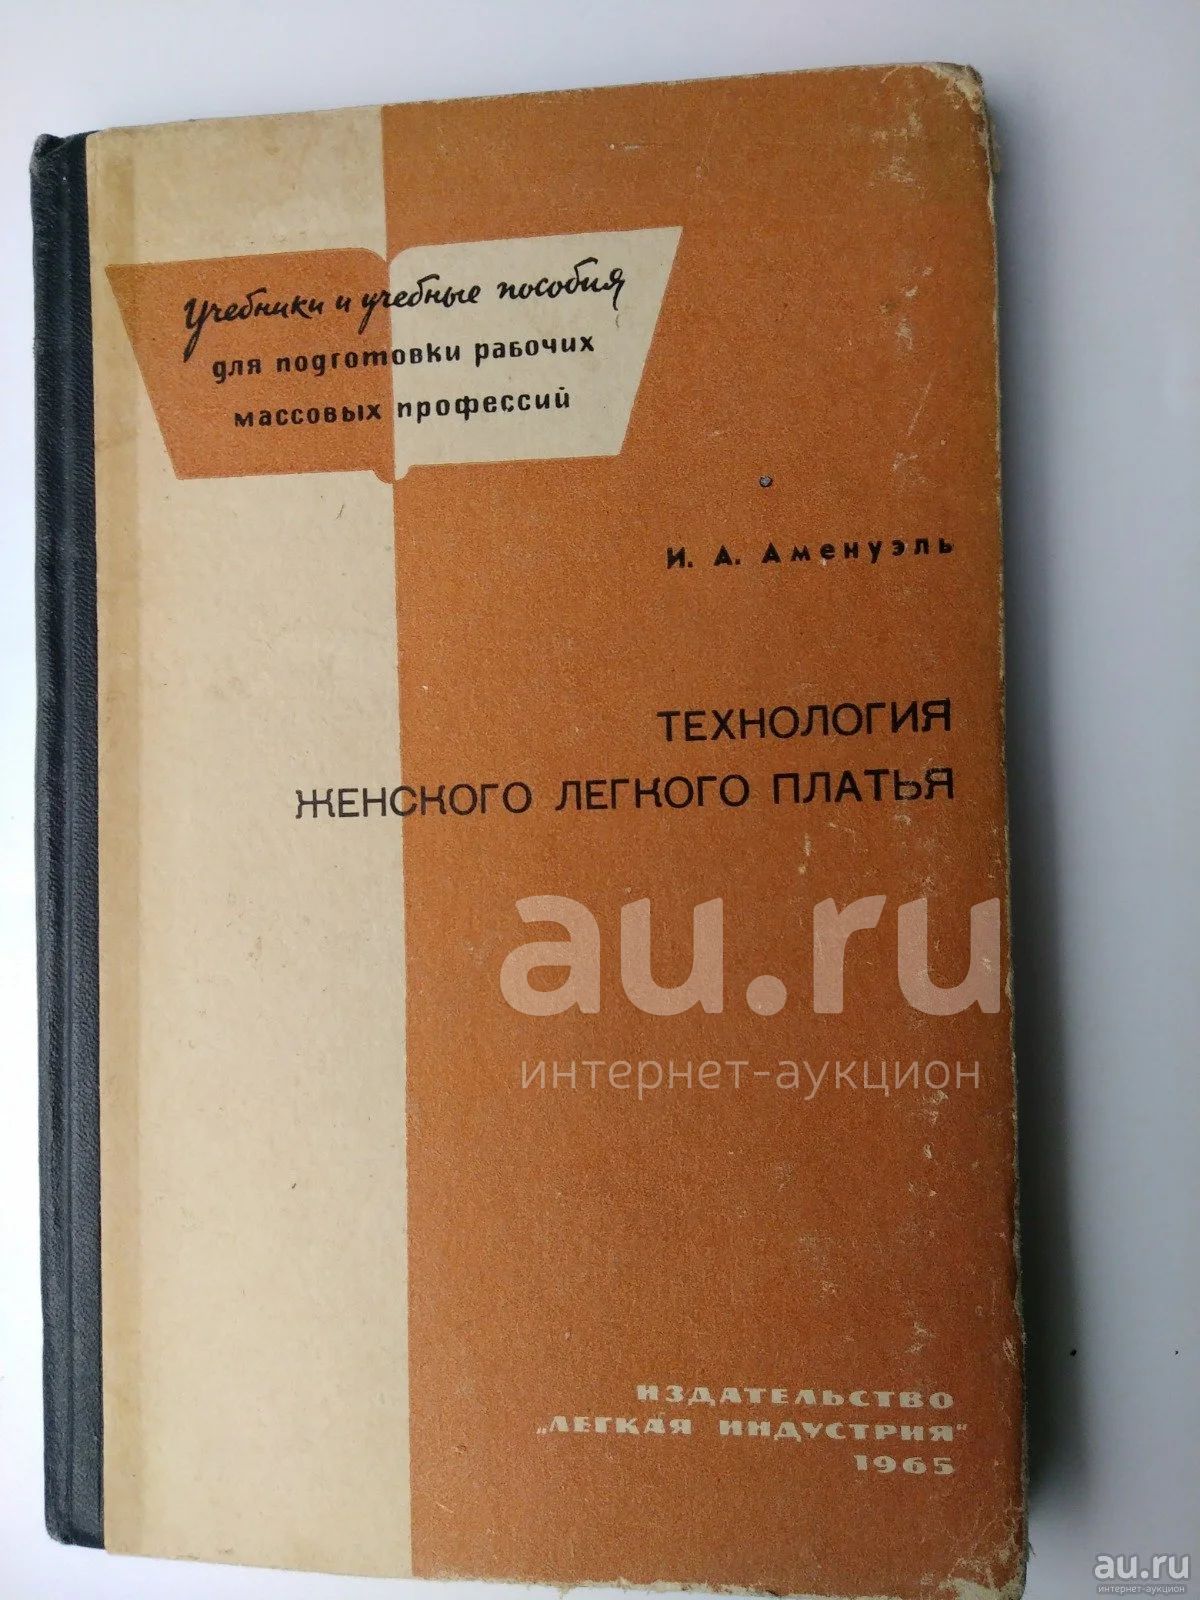 Учебники и учебные пособия
для подготовки рабочих
массовых профессий
И. А. Аменуэль
ТЕХНОЛОГИЯ
ЖЕНСКОГО ЛЕГКОГО ПЛАТЬЯ
au.ru
интернет-аукцион
ИЗДАТЕЛЬСТВО
„ЛЕГКАЯ ИНДУСТРИЯ“
1965
au.ru
интернет-аукцион